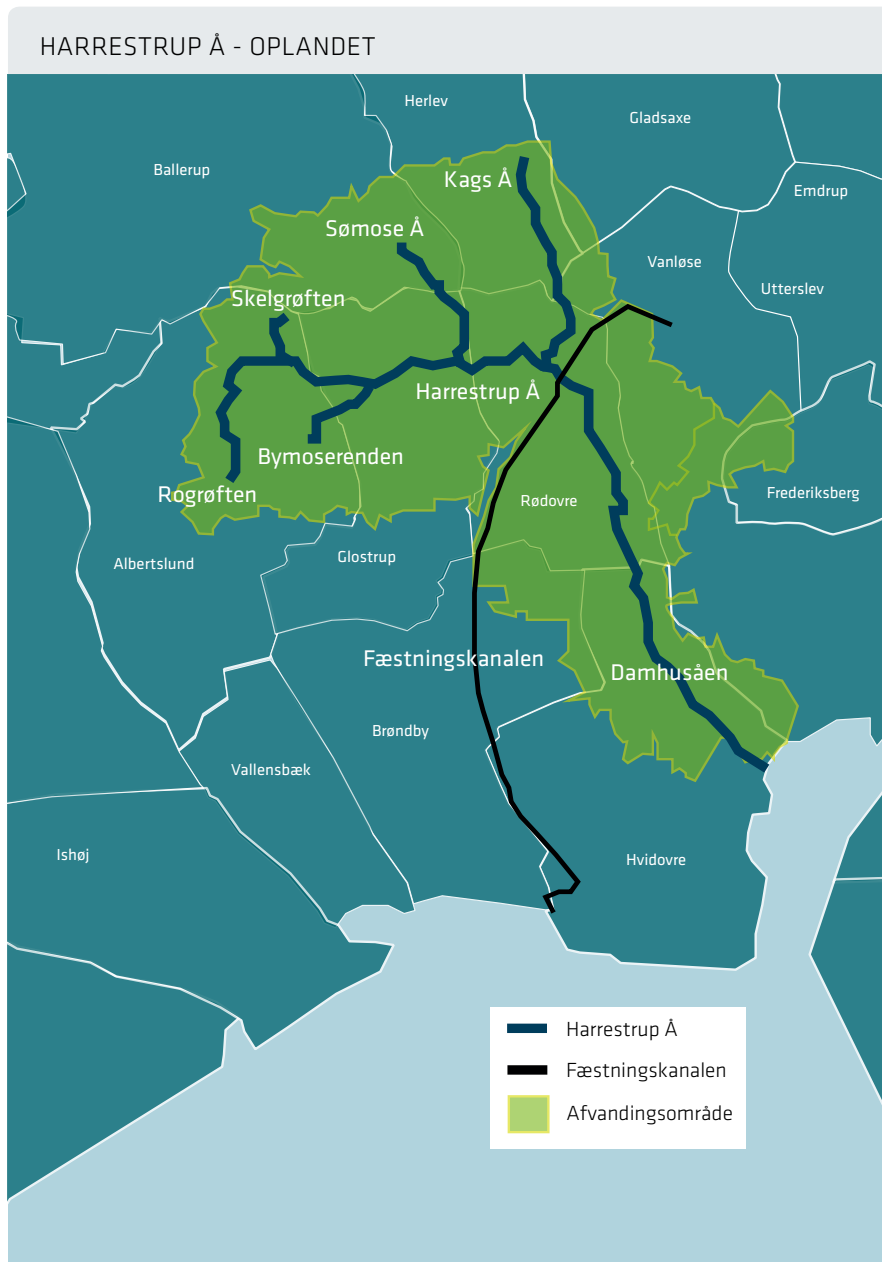 HARRESTRUP Å - OPLANDET
Herlev
Gladsaxe
Ballerup
Kags Å
Emdrup
Sømose Å
Vanløse
Utterslev
Skelgrøften
Harrestrup Å
Bymoserenden
Rogrøften
Rødovre
Frederiksberg
Glostrup
Albertslund
Fæstningskanalen
Damhusåen
Brøndby
Vallensbæk
Ishøj
Hvidovre
Harrestrup Å
Fæstningskanalen
Afvandingsområde